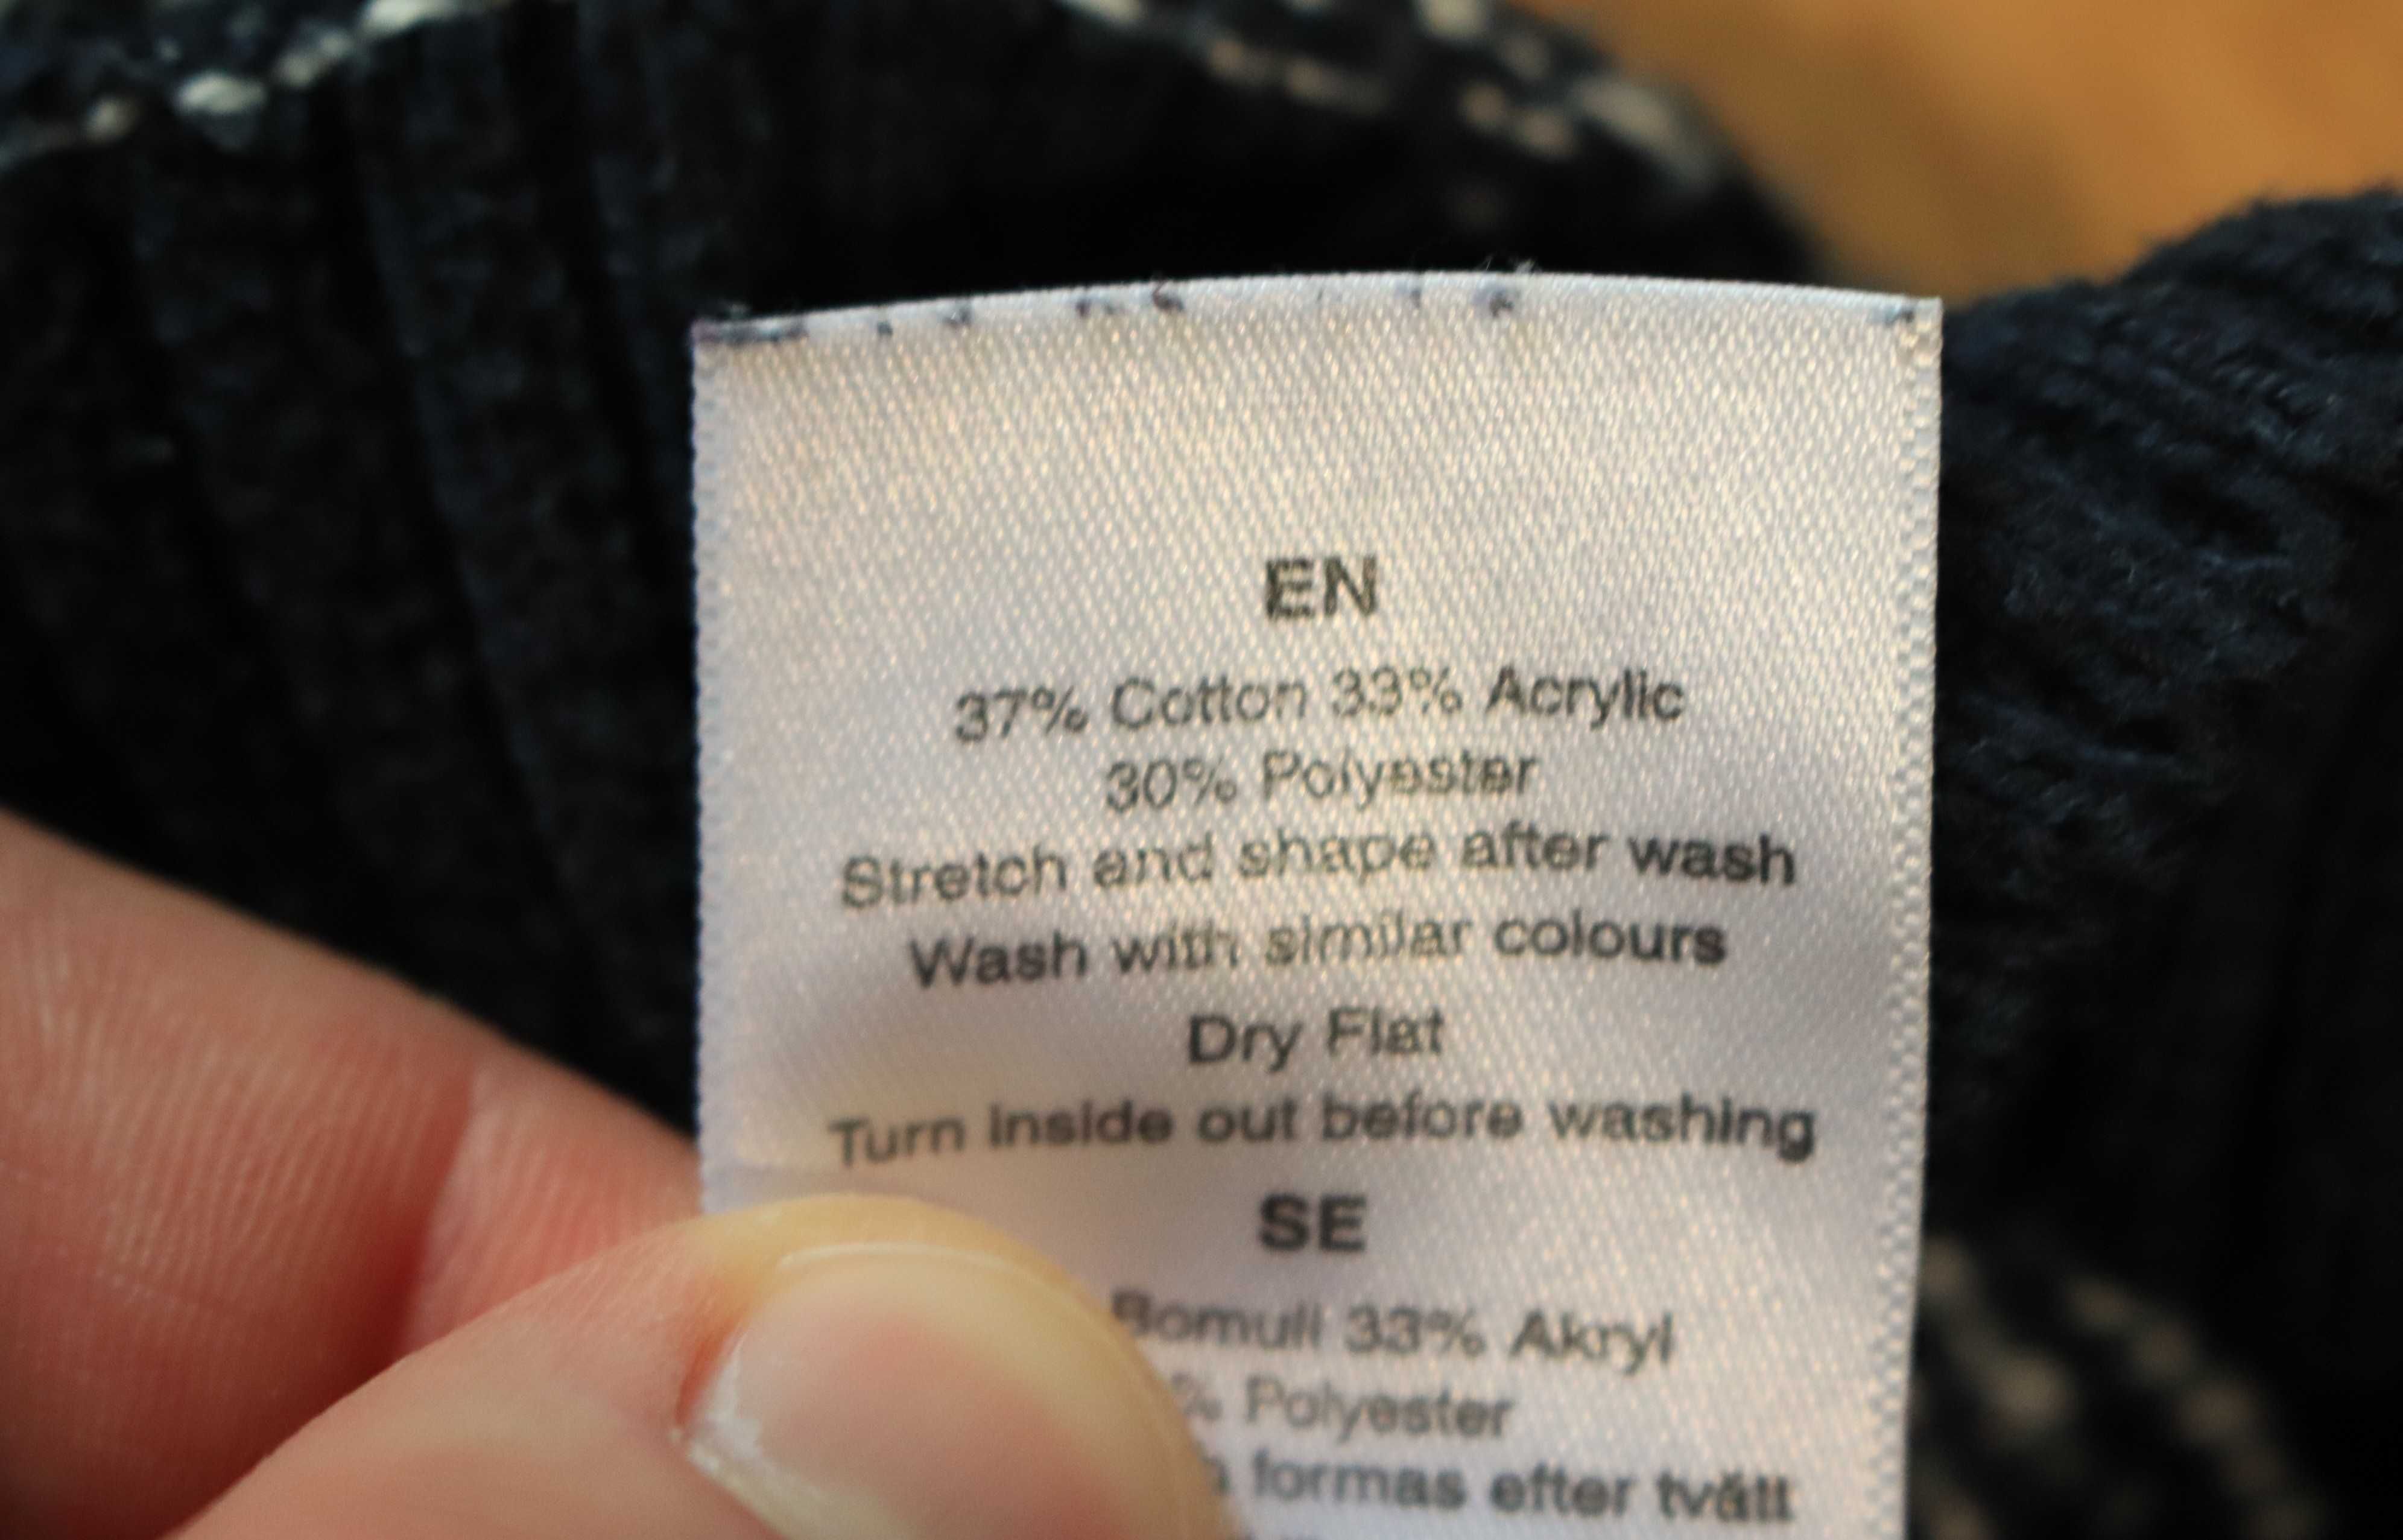 EN
37% Cotton 33% Acrylic
30% Polyester
Stretch and shape after wash
Wash with similar colours
Dry Flat
Turn inside out before washing
SE
Bomull 33% Akryl
% Polyester
formas efter tvätt